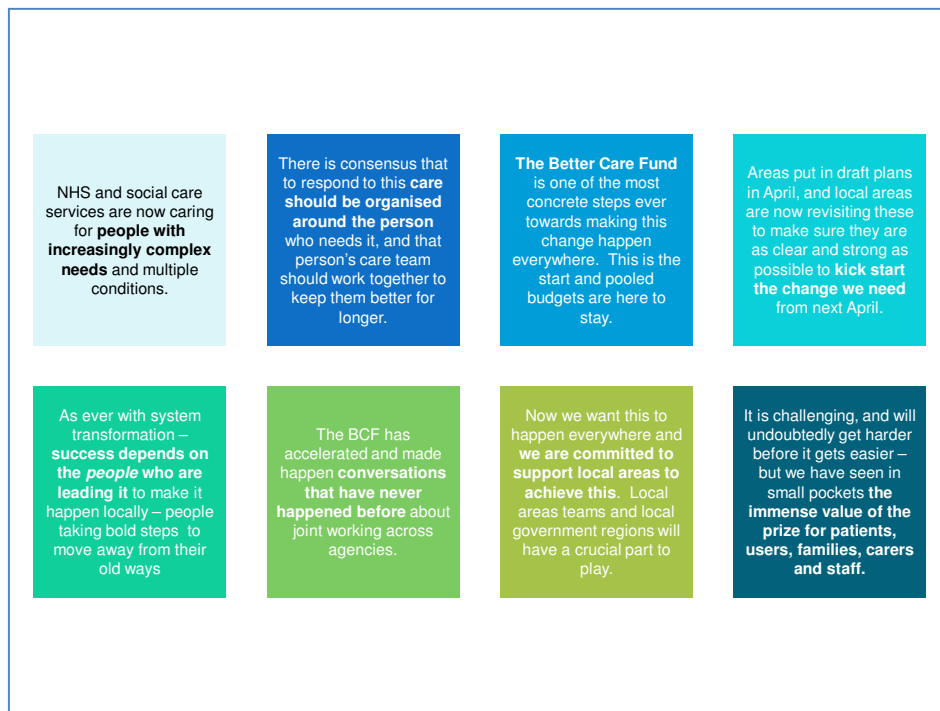 NHS and social care
services are now caring
for people with
increasingly complex
needs and multiple
conditions.
There is consensus that
to respond to this care
should be organised
around the person
who needs it, and that
person's care team
should work together to
keep them better for
longer.
The Better Care Fund
is one of the most
concrete steps ever
towards making this
change happen
everywhere. This is the
start and pooled
budgets are here to
stay.
Areas put in draft plans
in April, and local areas
are now revisiting these
to make sure they are
as clear and strong as
possible to kick start
the change we need
from next April.
As ever with system
transformation –
success depends on
the people who are
leading it to make it
happen locally – people
taking bold steps to
move away from their
old ways
The BCF has
accelerated and made
happen conversations
that have never
happened before about
joint working across
agencies.
Now we want this to
happen everywhere and
we are committed to
support local areas to
achieve this. Local
areas teams and local
government regions will
have a crucial part to
play.
It is challenging, and will
undoubtedly get harder
before it gets easier –
but we have seen in
small pockets the
immense value of the
prize for patients,
users, families, carers
and staff.